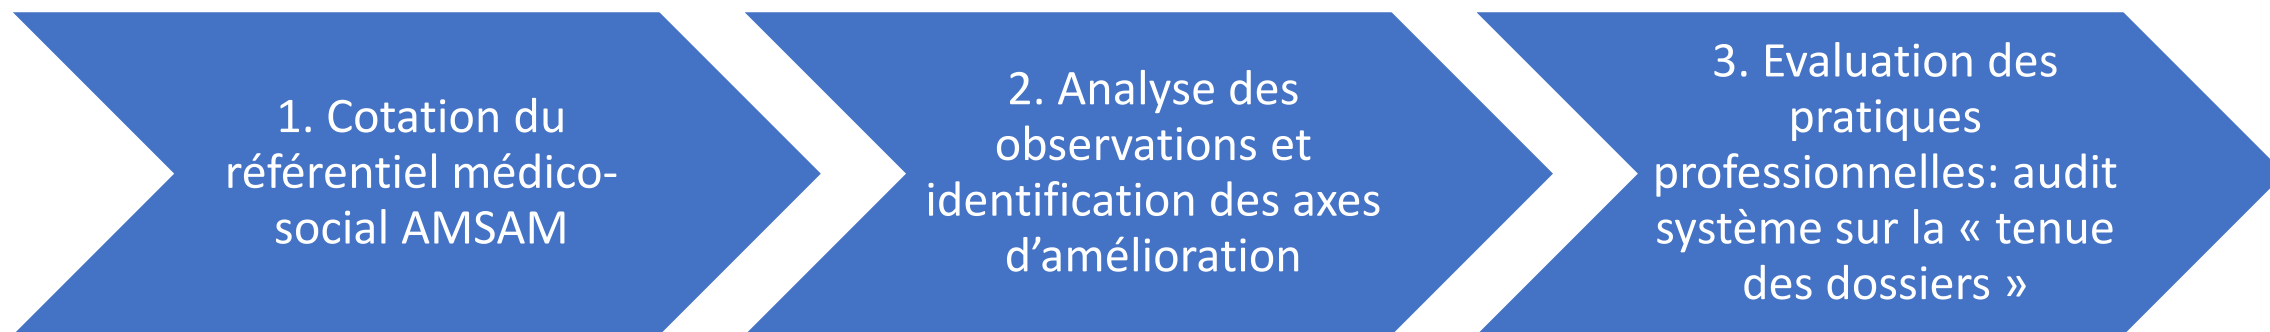 1. Cotation du
référentiel médico-
social AMSAM
2. Analyse des
observations et
identification des axes
d’amélioration
3. Evaluation des
pratiques
professionnelles: audit
système sur la « tenue
des dossiers »